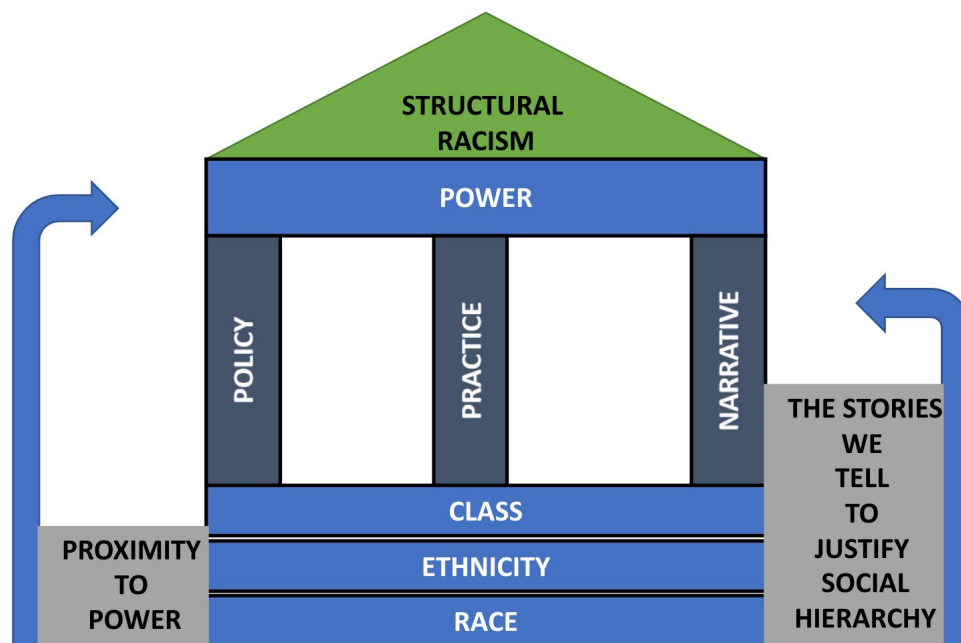 STRUCTURAL
RACISM
POWER
POLICY
PRACTICE
NARRATIVE
CLASS
ETHNICITY
RACE
PROXIMITY
TO
POWER
THE STORIES
WE
TELL
TO
JUSTIFY
SOCIAL
HIERARCHY